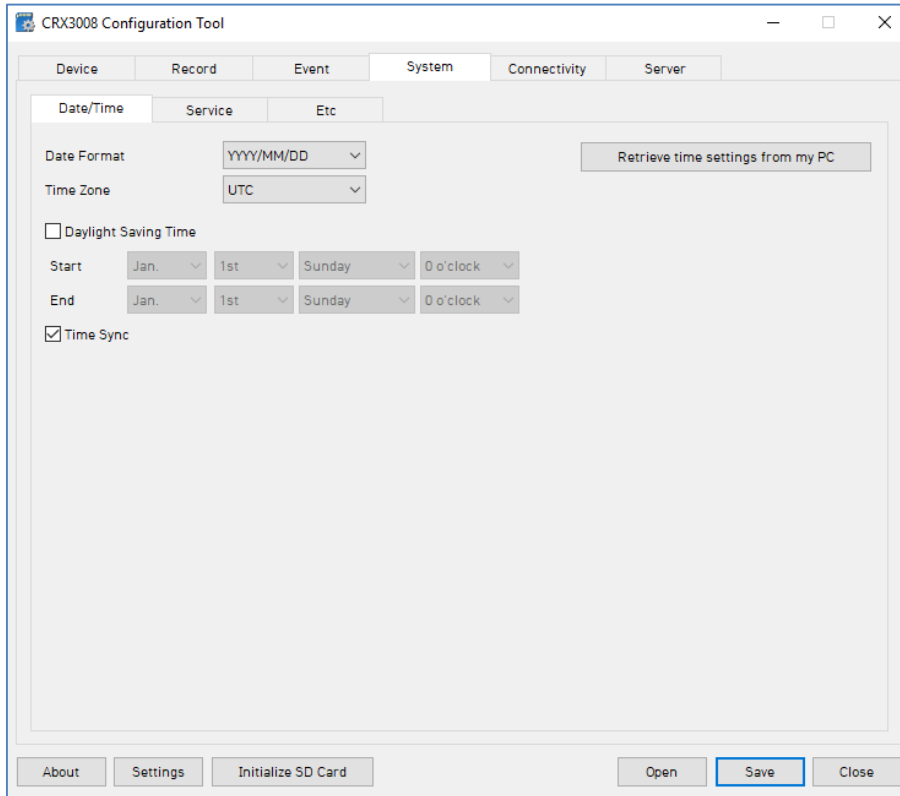 CRX3008 Configuration Tool
Device Record Event System Connectivity Server
Date/Time Service Etc
Date Format YYYY/MM/DD Retrieve time settings from my PC
Time Zone UTC
Daylight Saving Time
Start Jan. 1st Sunday 0 o'clock
End Jan. 1st Sunday 0 o'clock
Time Sync
About Settings Initialize SD Card Open Save Close